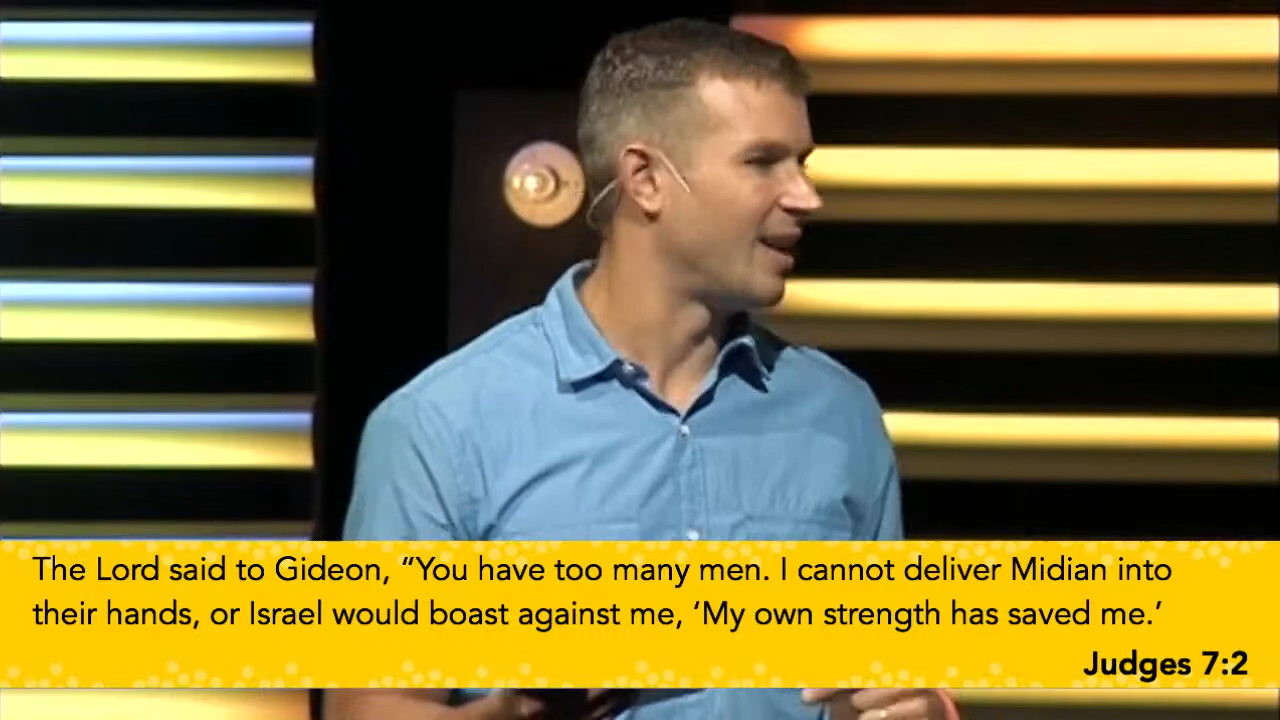 The Lord said to Gideon, “You have too many men. I cannot deliver Midian into
their hands, or Israel would boast against me, ‘My own strength has saved me.’
Judges 7:2